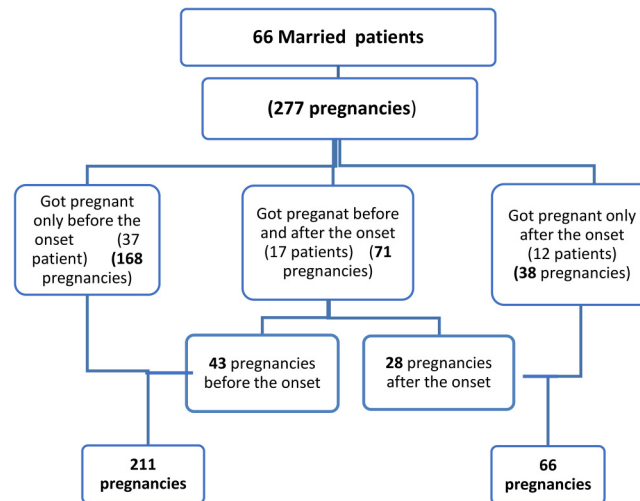 66 Married patients
(277 pregnancies)
Got pregnant
only before the
onset (37
patient) (168
pregnancies)
Got preganat before
and after the onset
(17 patients) (71
pregnancies)
Got pregnant only
after the onset
(12 patients)
(38 pregnancies)
43 pregnancies
before the onset
28 pregnancies
after the onset
211
pregnancies
66
pregnancies